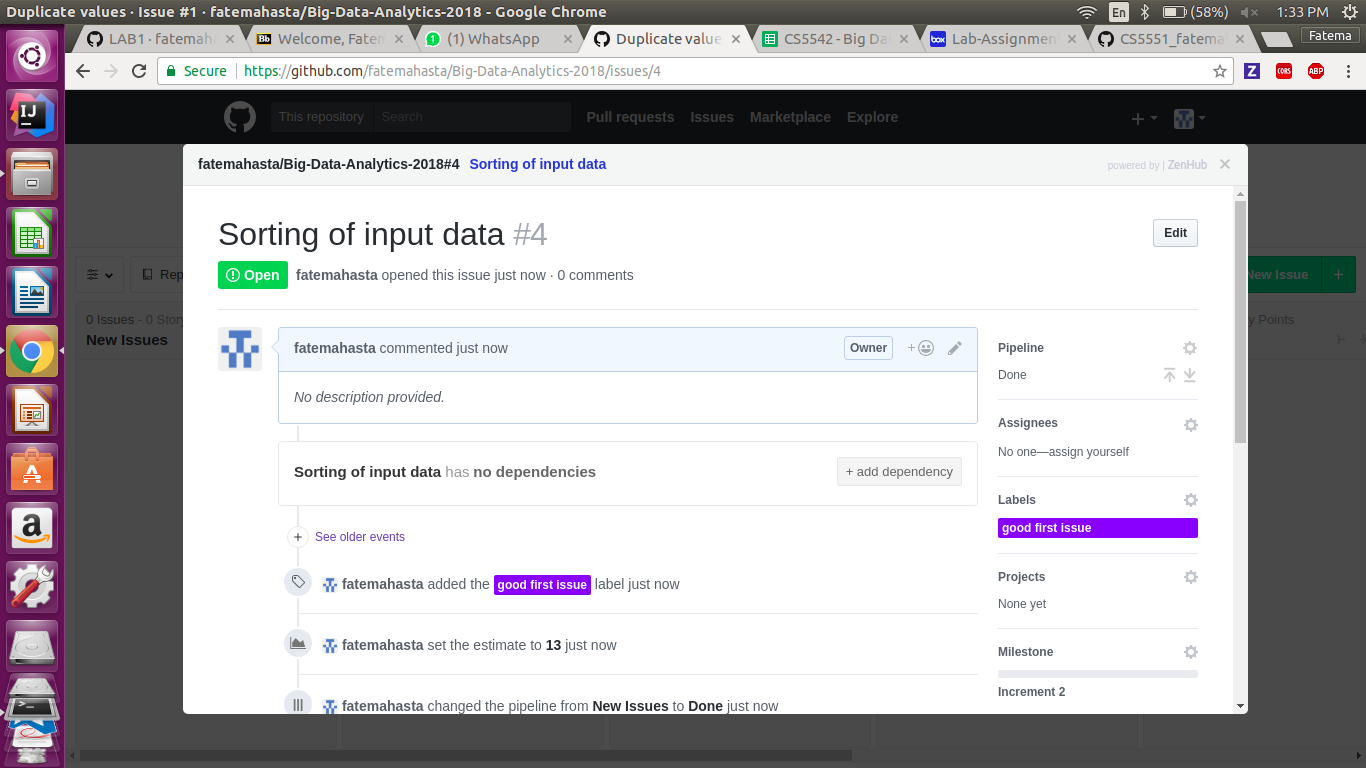 Duplicate values · Issue #1 · fatemahasta/Big-Data-Analytics-2018 - Google Chrome
En
(58%)
1:33 PM
LAB1 · fatemah
Welcome, Fatem
(1) WhatsApp
Duplicate value
CS5542 - Big Da
Lab-Assignment
CS5551_fatema
Fatema
Secure
https://github.com/fatemahasta/Big-Data-Analytics-2018/issues/4
This repository
Search
Pull requests
Issues
Marketplace
Explore
fatemahasta/Big-Data-Analytics-2018#4 Sorting of input data
powered by | ZenHub
Sorting of input data #4
Edit
Open fatemahasta opened this issue just now · 0 comments
Rep
New Issue
0 Issues - 0 Story
New Issues
y Points
fatemahasta commented just now
Owner
No description provided.
Sorting of input data has no dependencies
+ add dependency
See older events
fatemahasta added the good first issue label just now
fatemahasta set the estimate to 13 just now
fatemahasta changed the pipeline from New Issues to Done just now
Pipeline
Done
Assignees
No one—assign yourself
Labels
good first issue
Projects
None yet
Milestone
Increment 2